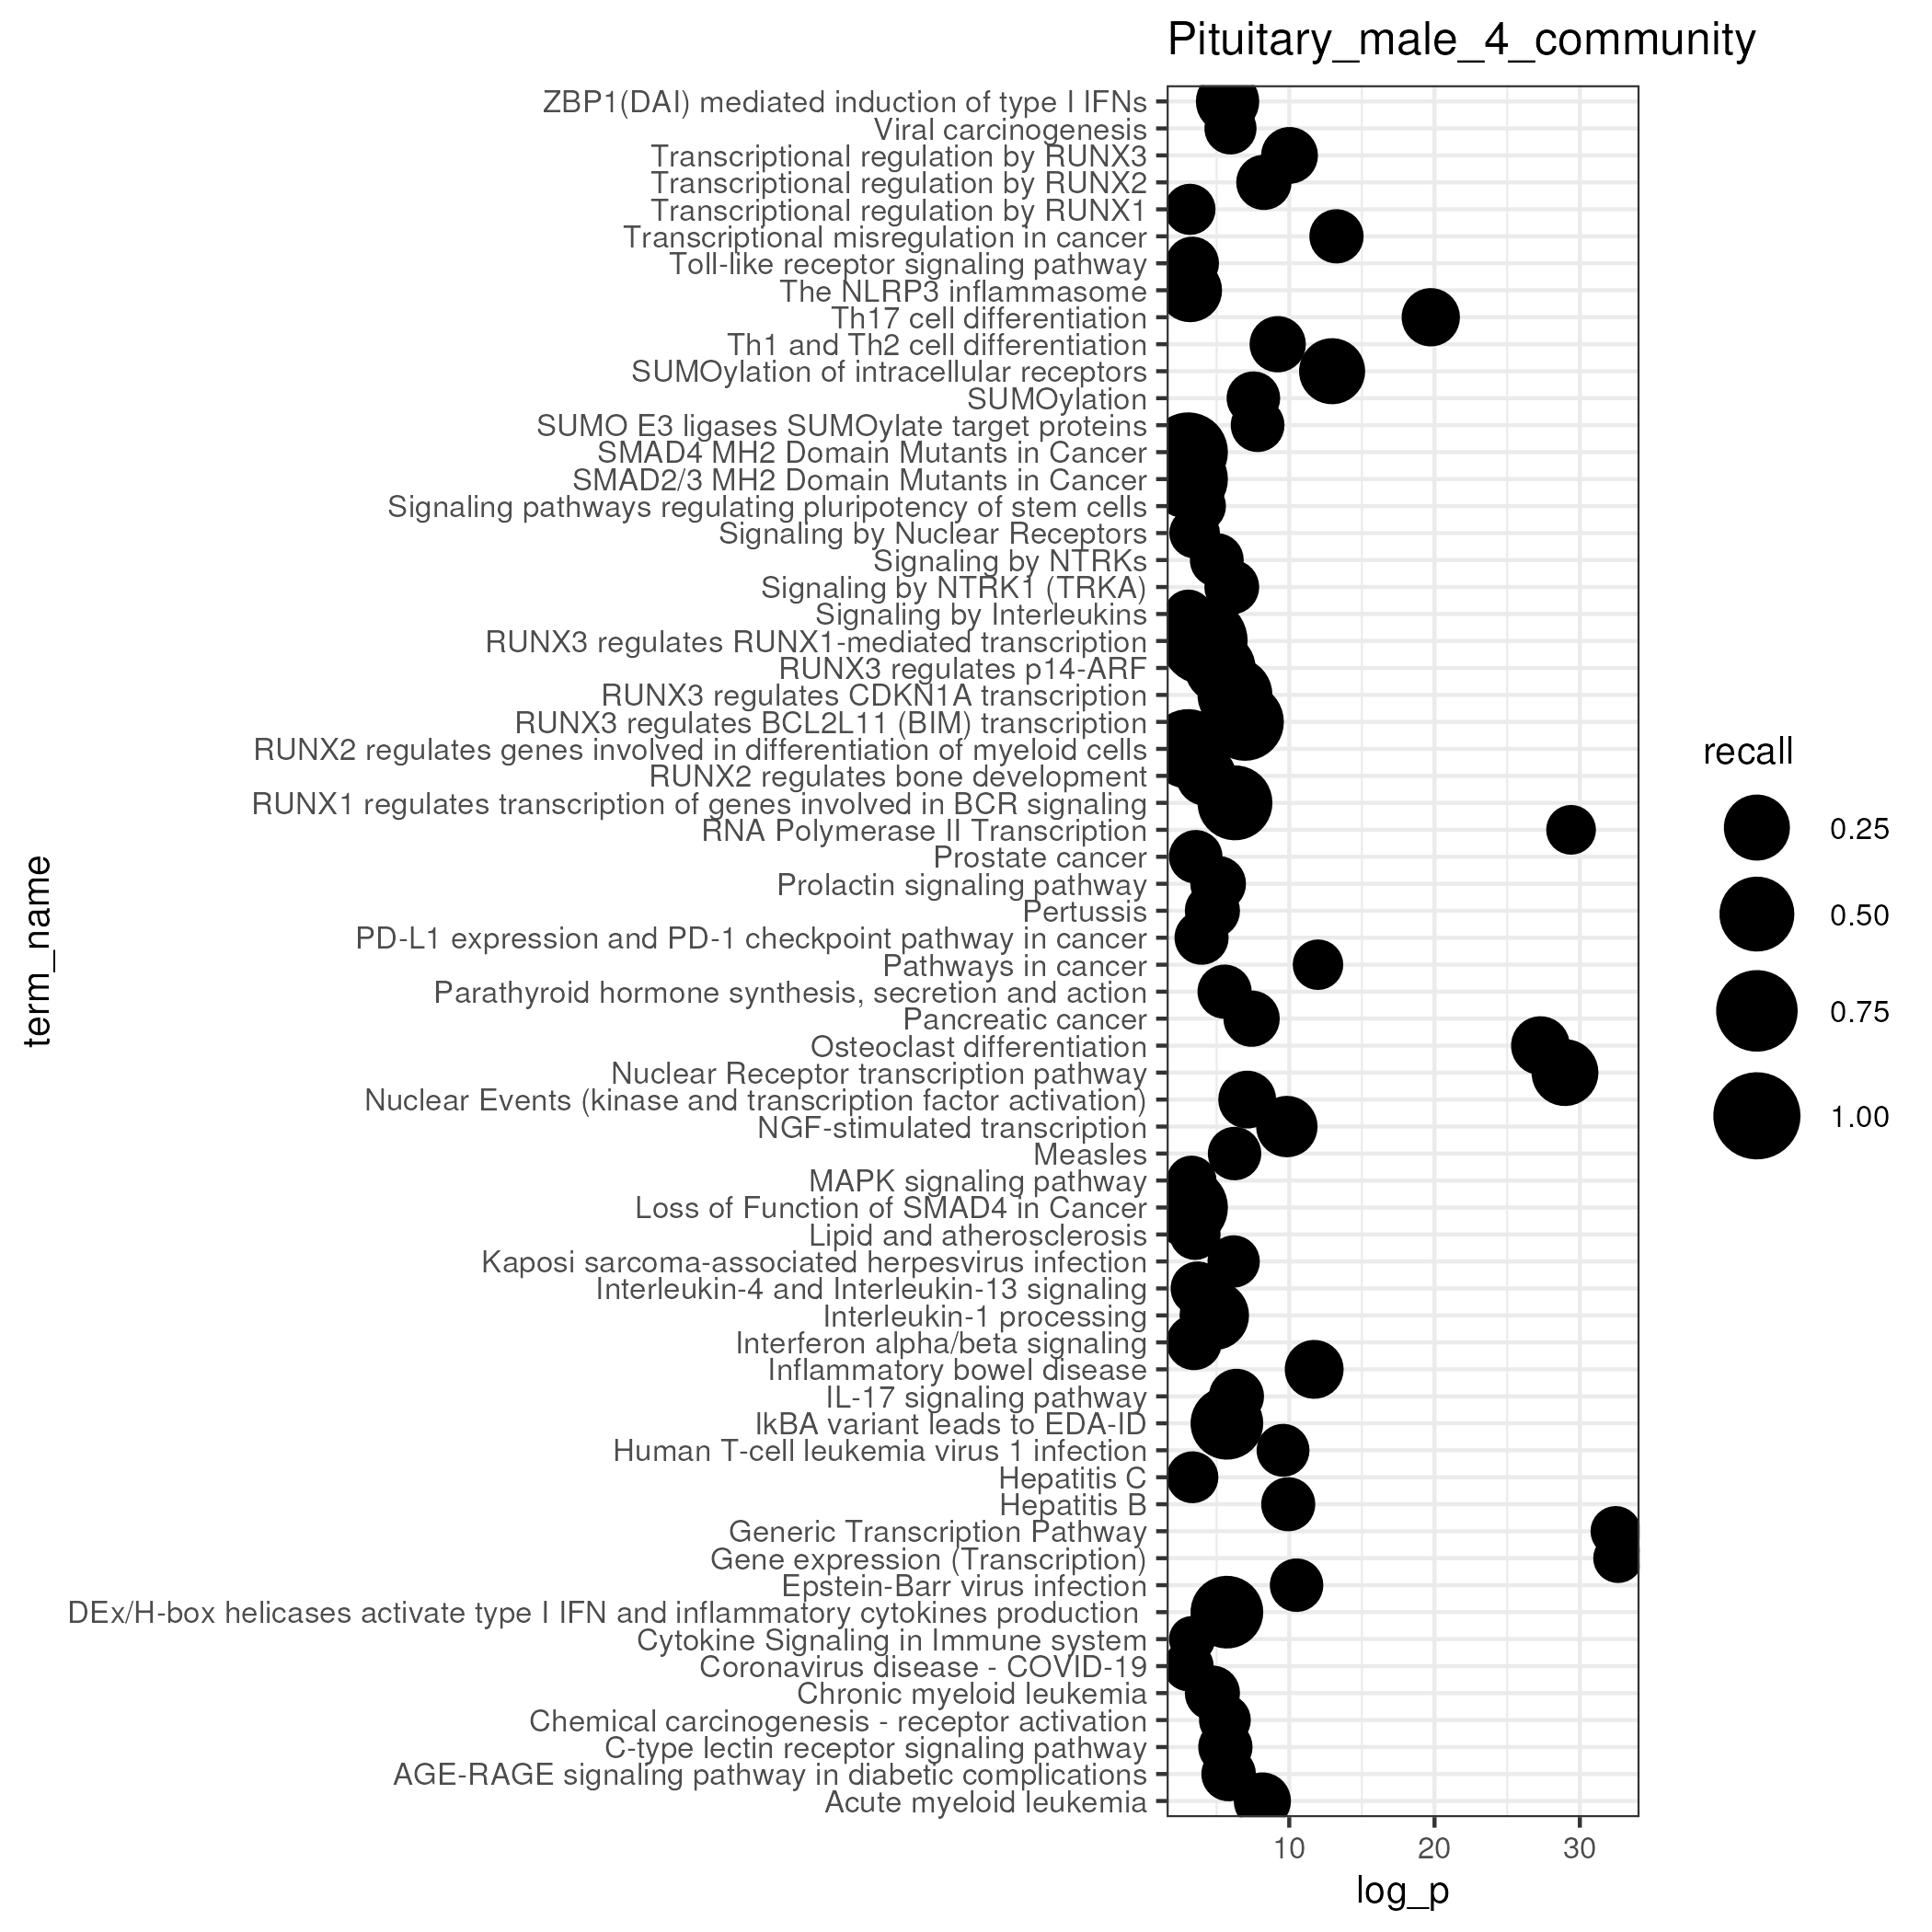 Pituitary_male_4_community
ZBP1(DAI) mediated induction of type I IFNs
Viral carcinogenesis
Transcriptional regulation by RUNX3
Transcriptional regulation by RUNX2
Transcriptional regulation by RUNX1
Transcriptional misregulation in cancer
Toll-like receptor signaling pathway
The NLRP3 inflammasome
Th17 cell differentiation
Th1 and Th2 cell differentiation
SUMOylation of intracellular receptors
SUMOylation
SUMO E3 ligases SUMOylate target proteins
SMAD4 MH2 Domain Mutants in Cancer
SMAD2/3 MH2 Domain Mutants in Cancer
Signaling pathways regulating pluripotency of stem cells
Signaling by Nuclear Receptors
Signaling by NTRKs
Signaling by NTRK1 (TRKA)
Signaling by Interleukins
RUNX3 regulates RUNX1-mediated transcription
RUNX3 regulates p14-ARF
RUNX3 regulates CDKN1A transcription
RUNX3 regulates BCL2L11 (BIM) transcription
RUNX2 regulates genes involved in differentiation of myeloid cells
RUNX2 regulates bone development
RUNX1 regulates transcription of genes involved in BCR signaling
RNA Polymerase II Transcription
Prostate cancer
Prolactin signaling pathway
Pertussis
PD-L1 expression and PD-1 checkpoint pathway in cancer
Pathways in cancer
Parathyroid hormone synthesis, secretion and action
Pancreatic cancer
Osteoclast differentiation
Nuclear Receptor transcription pathway
Nuclear Events (kinase and transcription factor activation)
NGF-stimulated transcription
Measles
MAPK signaling pathway
Loss of Function of SMAD4 in Cancer
Lipid and atherosclerosis
Kaposi sarcoma-associated herpesvirus infection
Interleukin-4 and Interleukin-13 signaling
Interleukin-1 processing
Interferon alpha/beta signaling
Inflammatory bowel disease
IL-17 signaling pathway
IkBA variant leads to EDA-ID
Human T-cell leukemia virus 1 infection
Hepatitis C
Hepatitis B
Generic Transcription Pathway
Gene expression (Transcription)
Epstein-Barr virus infection
DEx/H-box helicases activate type I IFN and inflammatory cytokines production
Cytokine Signaling in Immune system
Coronavirus disease - COVID-19
Chronic myeloid leukemia
Chemical carcinogenesis - receptor activation
C-type lectin receptor signaling pathway
AGE-RAGE signaling pathway in diabetic complications
Acute myeloid leukemia
term_name
10 20 30
log_p
recall
0.25
0.50
0.75
1.00